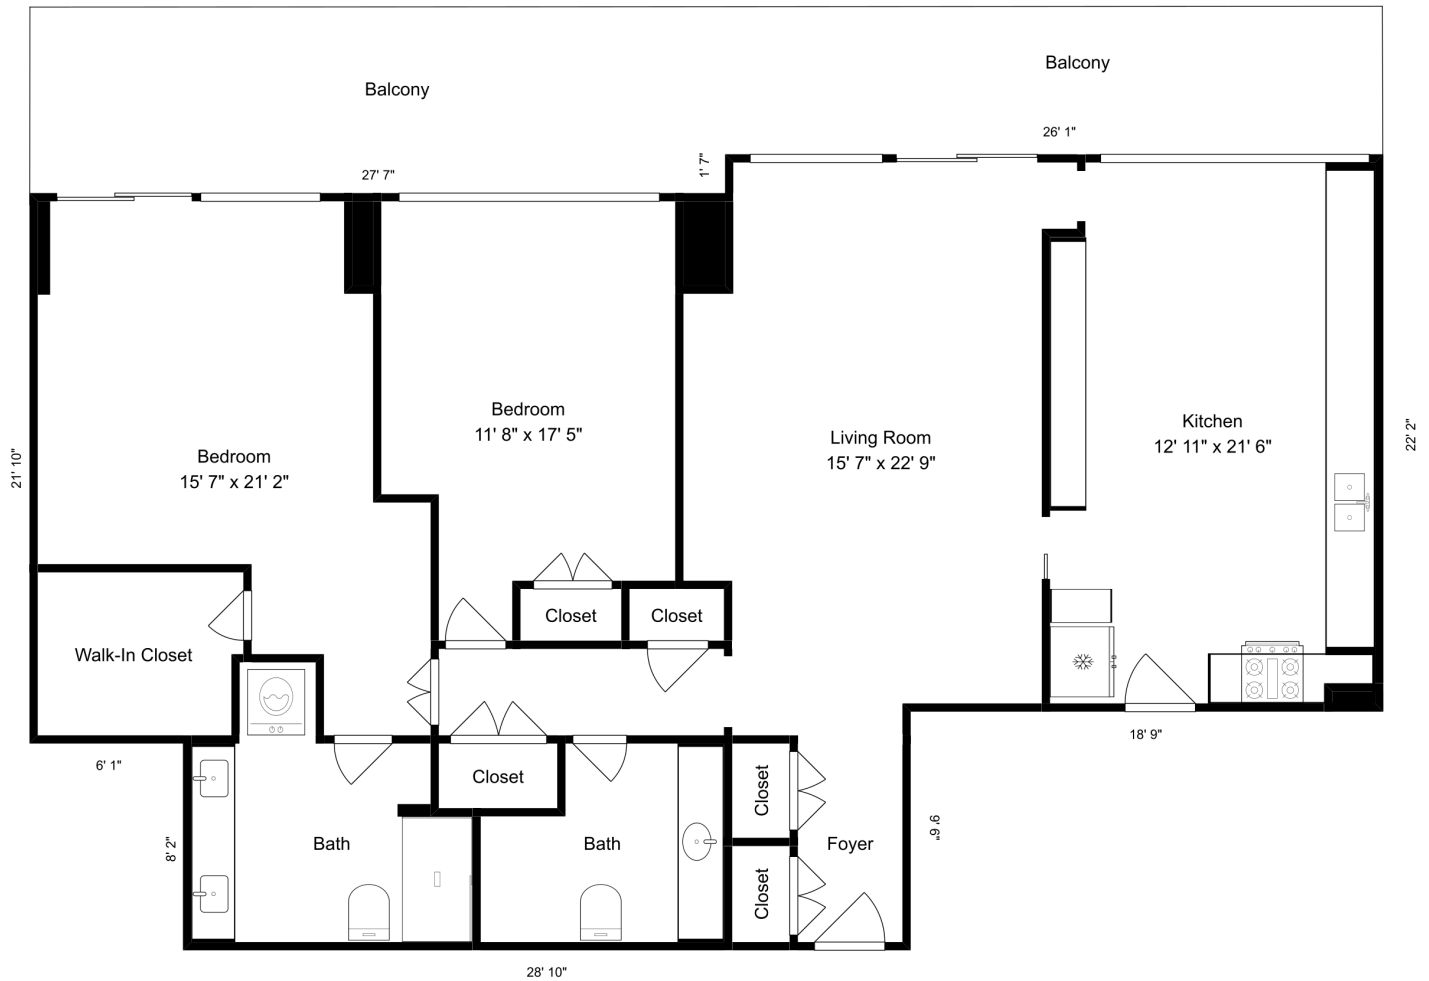 Balcony
Balcony
26' 1"
1' 7"
27' 7"
Bedroom
11' 8" x 17' 5"
Kitchen
12' 11" x 21' 6"
Living Room
15' 7" x 22' 9"
22' 2"
Bedroom
15' 7" x 21' 2"
21' 10"
Closet
Closet
Walk-In Closet
18' 9"
6' 1"
Closet
Closet
9' 6"
Bath
Bath
Foyer
8' 2"
Closet
28' 10"